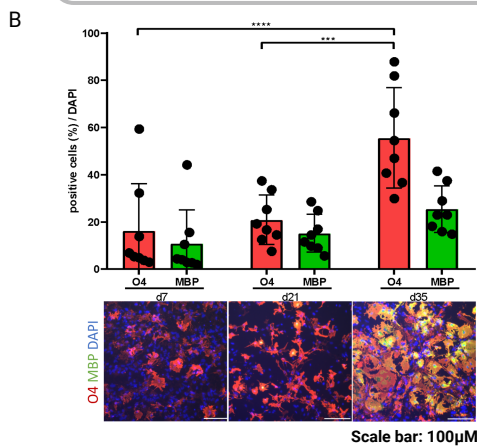 B
****
***
positive cells (%) / DAPI
100
80
60
40
20
0
O4 MBP O4 MBP O4 MBP
d7 d21 d35
O4 MBP DAPI
Scale bar: 100µM